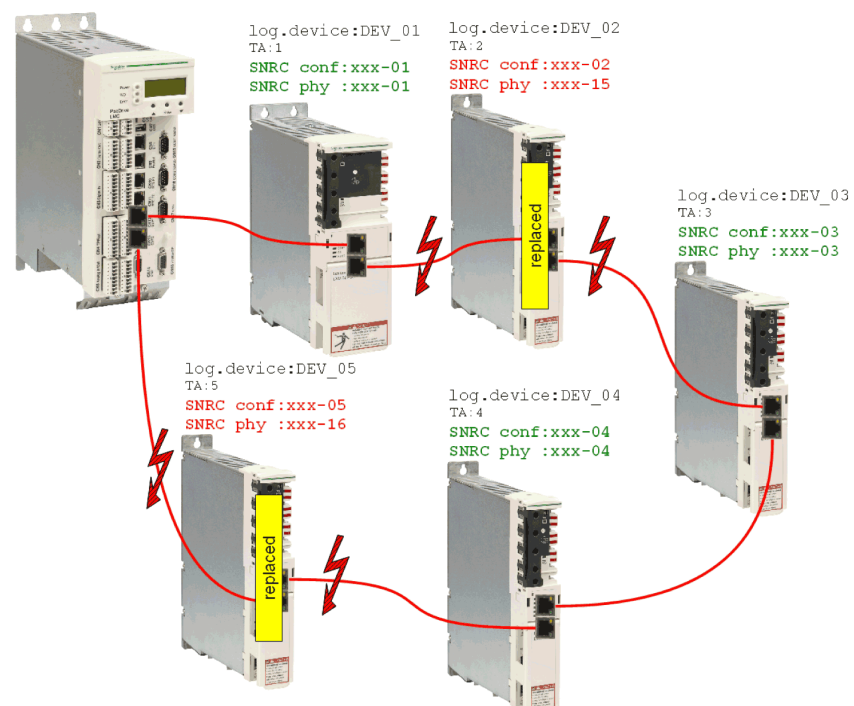 log.device:DEV_01
TA:1
SNRC conf:xxx-01
SNRC phy :xxx-01
log.device:DEV_02
TA:2
SNRC conf:xxx-02
SNRC phy :xxx-15
replaced
log.device:DEV_03
TA:3
SNRC conf:xxx-03
SNRC phy :xxx-03
log.device:DEV_05
TA:5
SNRC conf:xxx-05
SNRC phy :xxx-16
replaced
log.device:DEV_04
TA:4
SNRC conf:xxx-04
SNRC phy :xxx-04